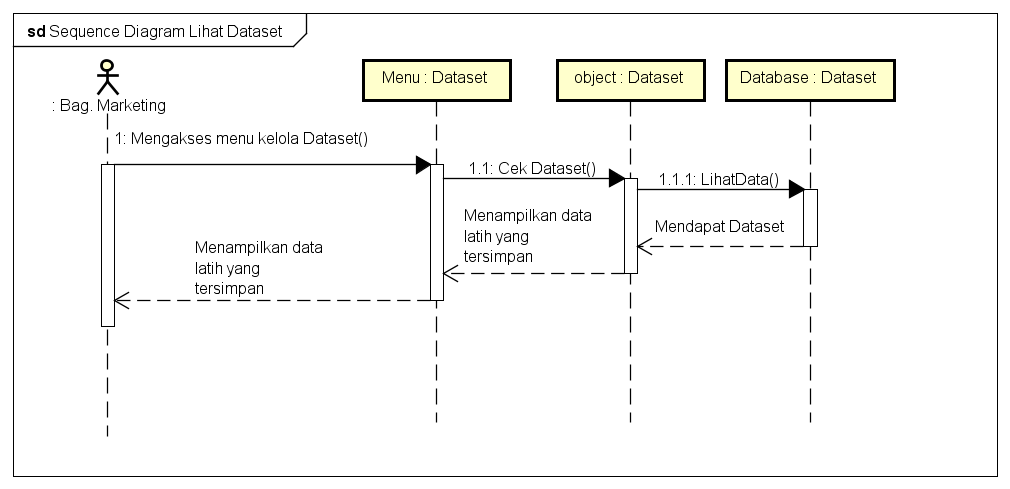 sd Sequence Diagram Lihat Dataset
: Bag. Marketing
Menu : Dataset
object : Dataset
Database : Dataset
1: Mengakses menu kelola Dataset()
1.1: Cek Dataset()
1.1.1: LihatData()
Mendapat Dataset
Menampilkan data
latih yang
tersimpan
Menampilkan data
latih yang
tersimpan